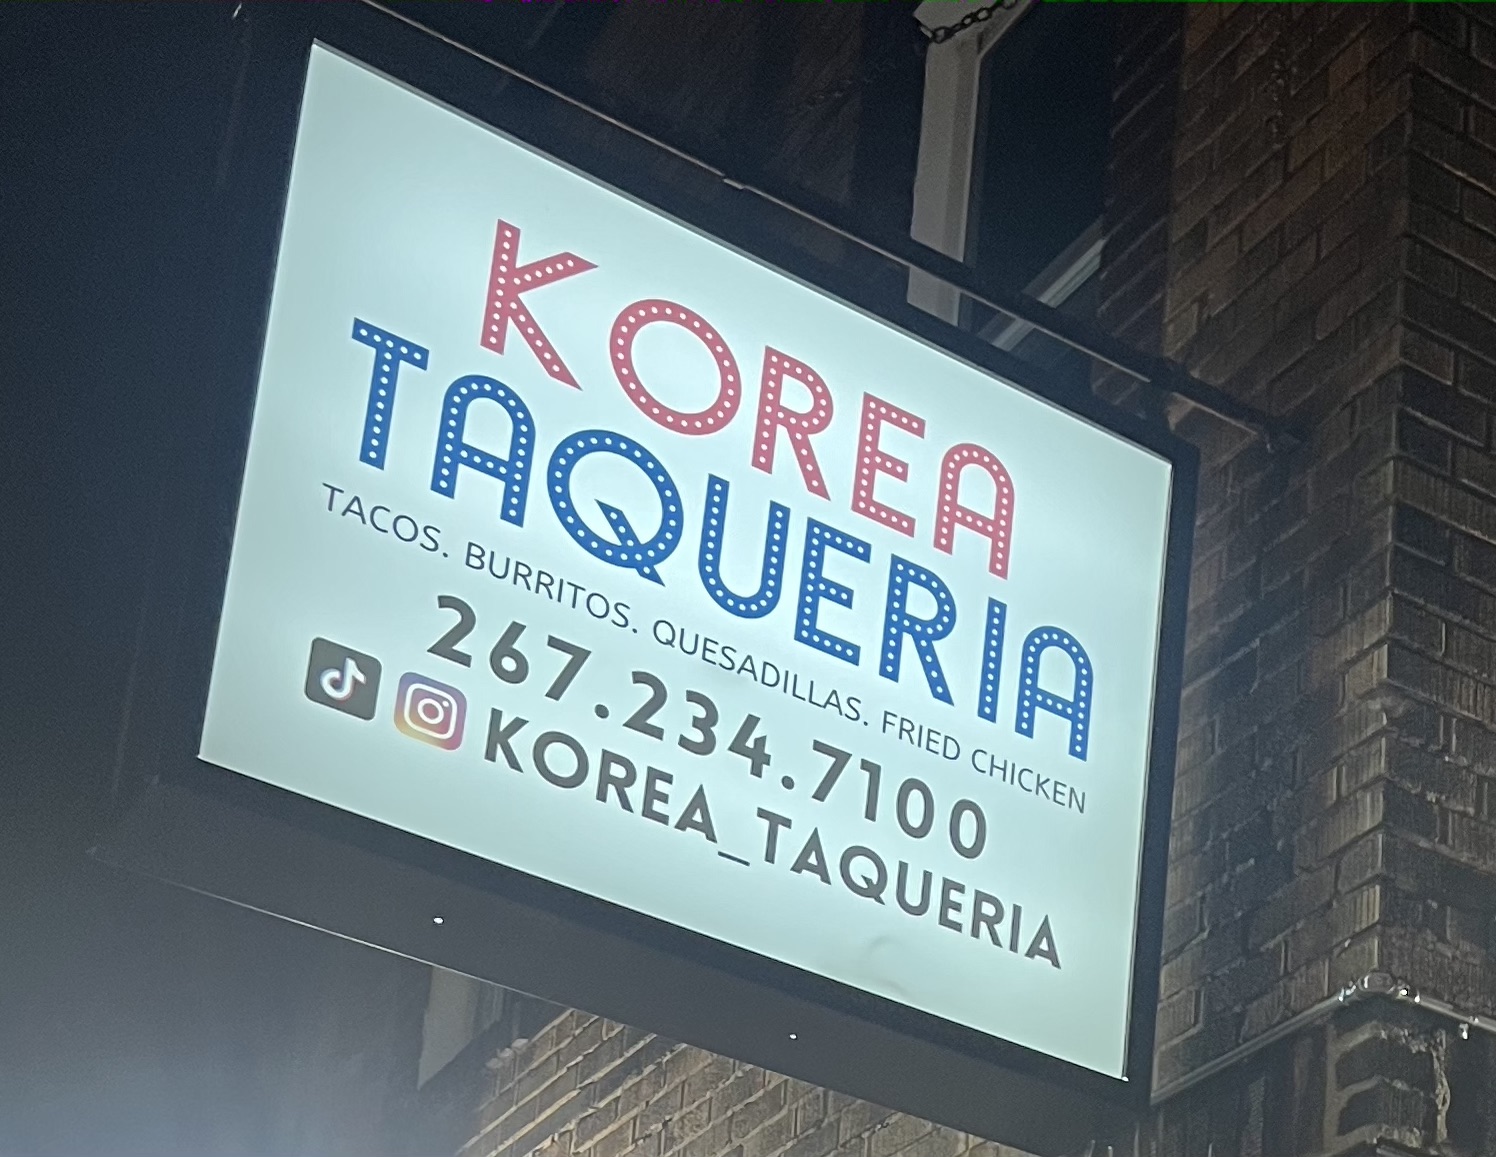 KOREA
TAQUERIA
TACOS. BURRITOS. QUESADILLAS. FRIED CHICKEN
267.234.7100
KOREA_TAQUERIA